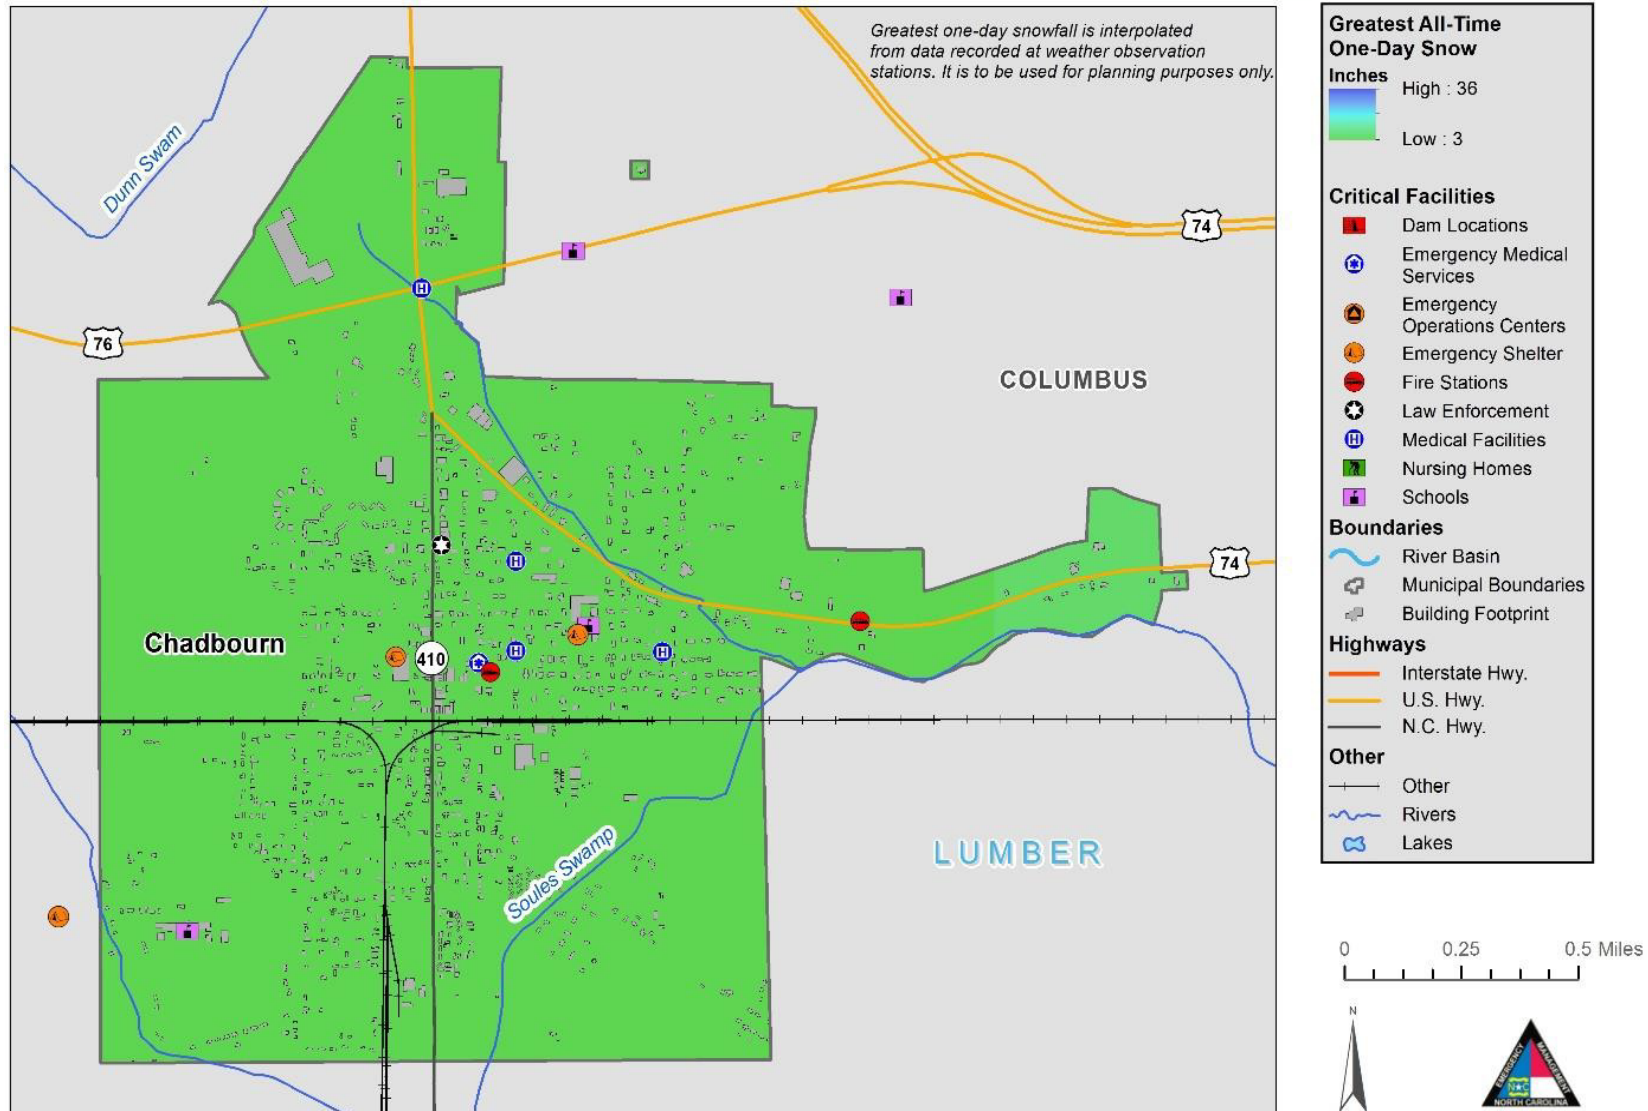 Greatest one-day snowfall is interpolated
from data recorded at weather observation
stations. It is to be used for planning purposes only.
Dunn Swam
74
76
COLUMBUS
74
Chadbourn
410
LUMBER
Soules Swamp
Greatest All-Time
One-Day Snow
Inches
High : 36
Low : 3
Critical Facilities
Dam Locations
Emergency Medical
Services
Emergency
Operations Centers
Emergency Shelter
Fire Stations
Law Enforcement
H Medical Facilities
Nursing Homes
Schools
Boundaries
River Basin
Municipal Boundaries
Building Footprint
Highways
Interstate Hwy.
U.S. Hwy.
N.C. Hwy.
Other
Other
Rivers
Lakes
0 0.25 0.5 Miles
N
EMERGENCY
MANAGEMENT
N C
NORTH CAROLINA